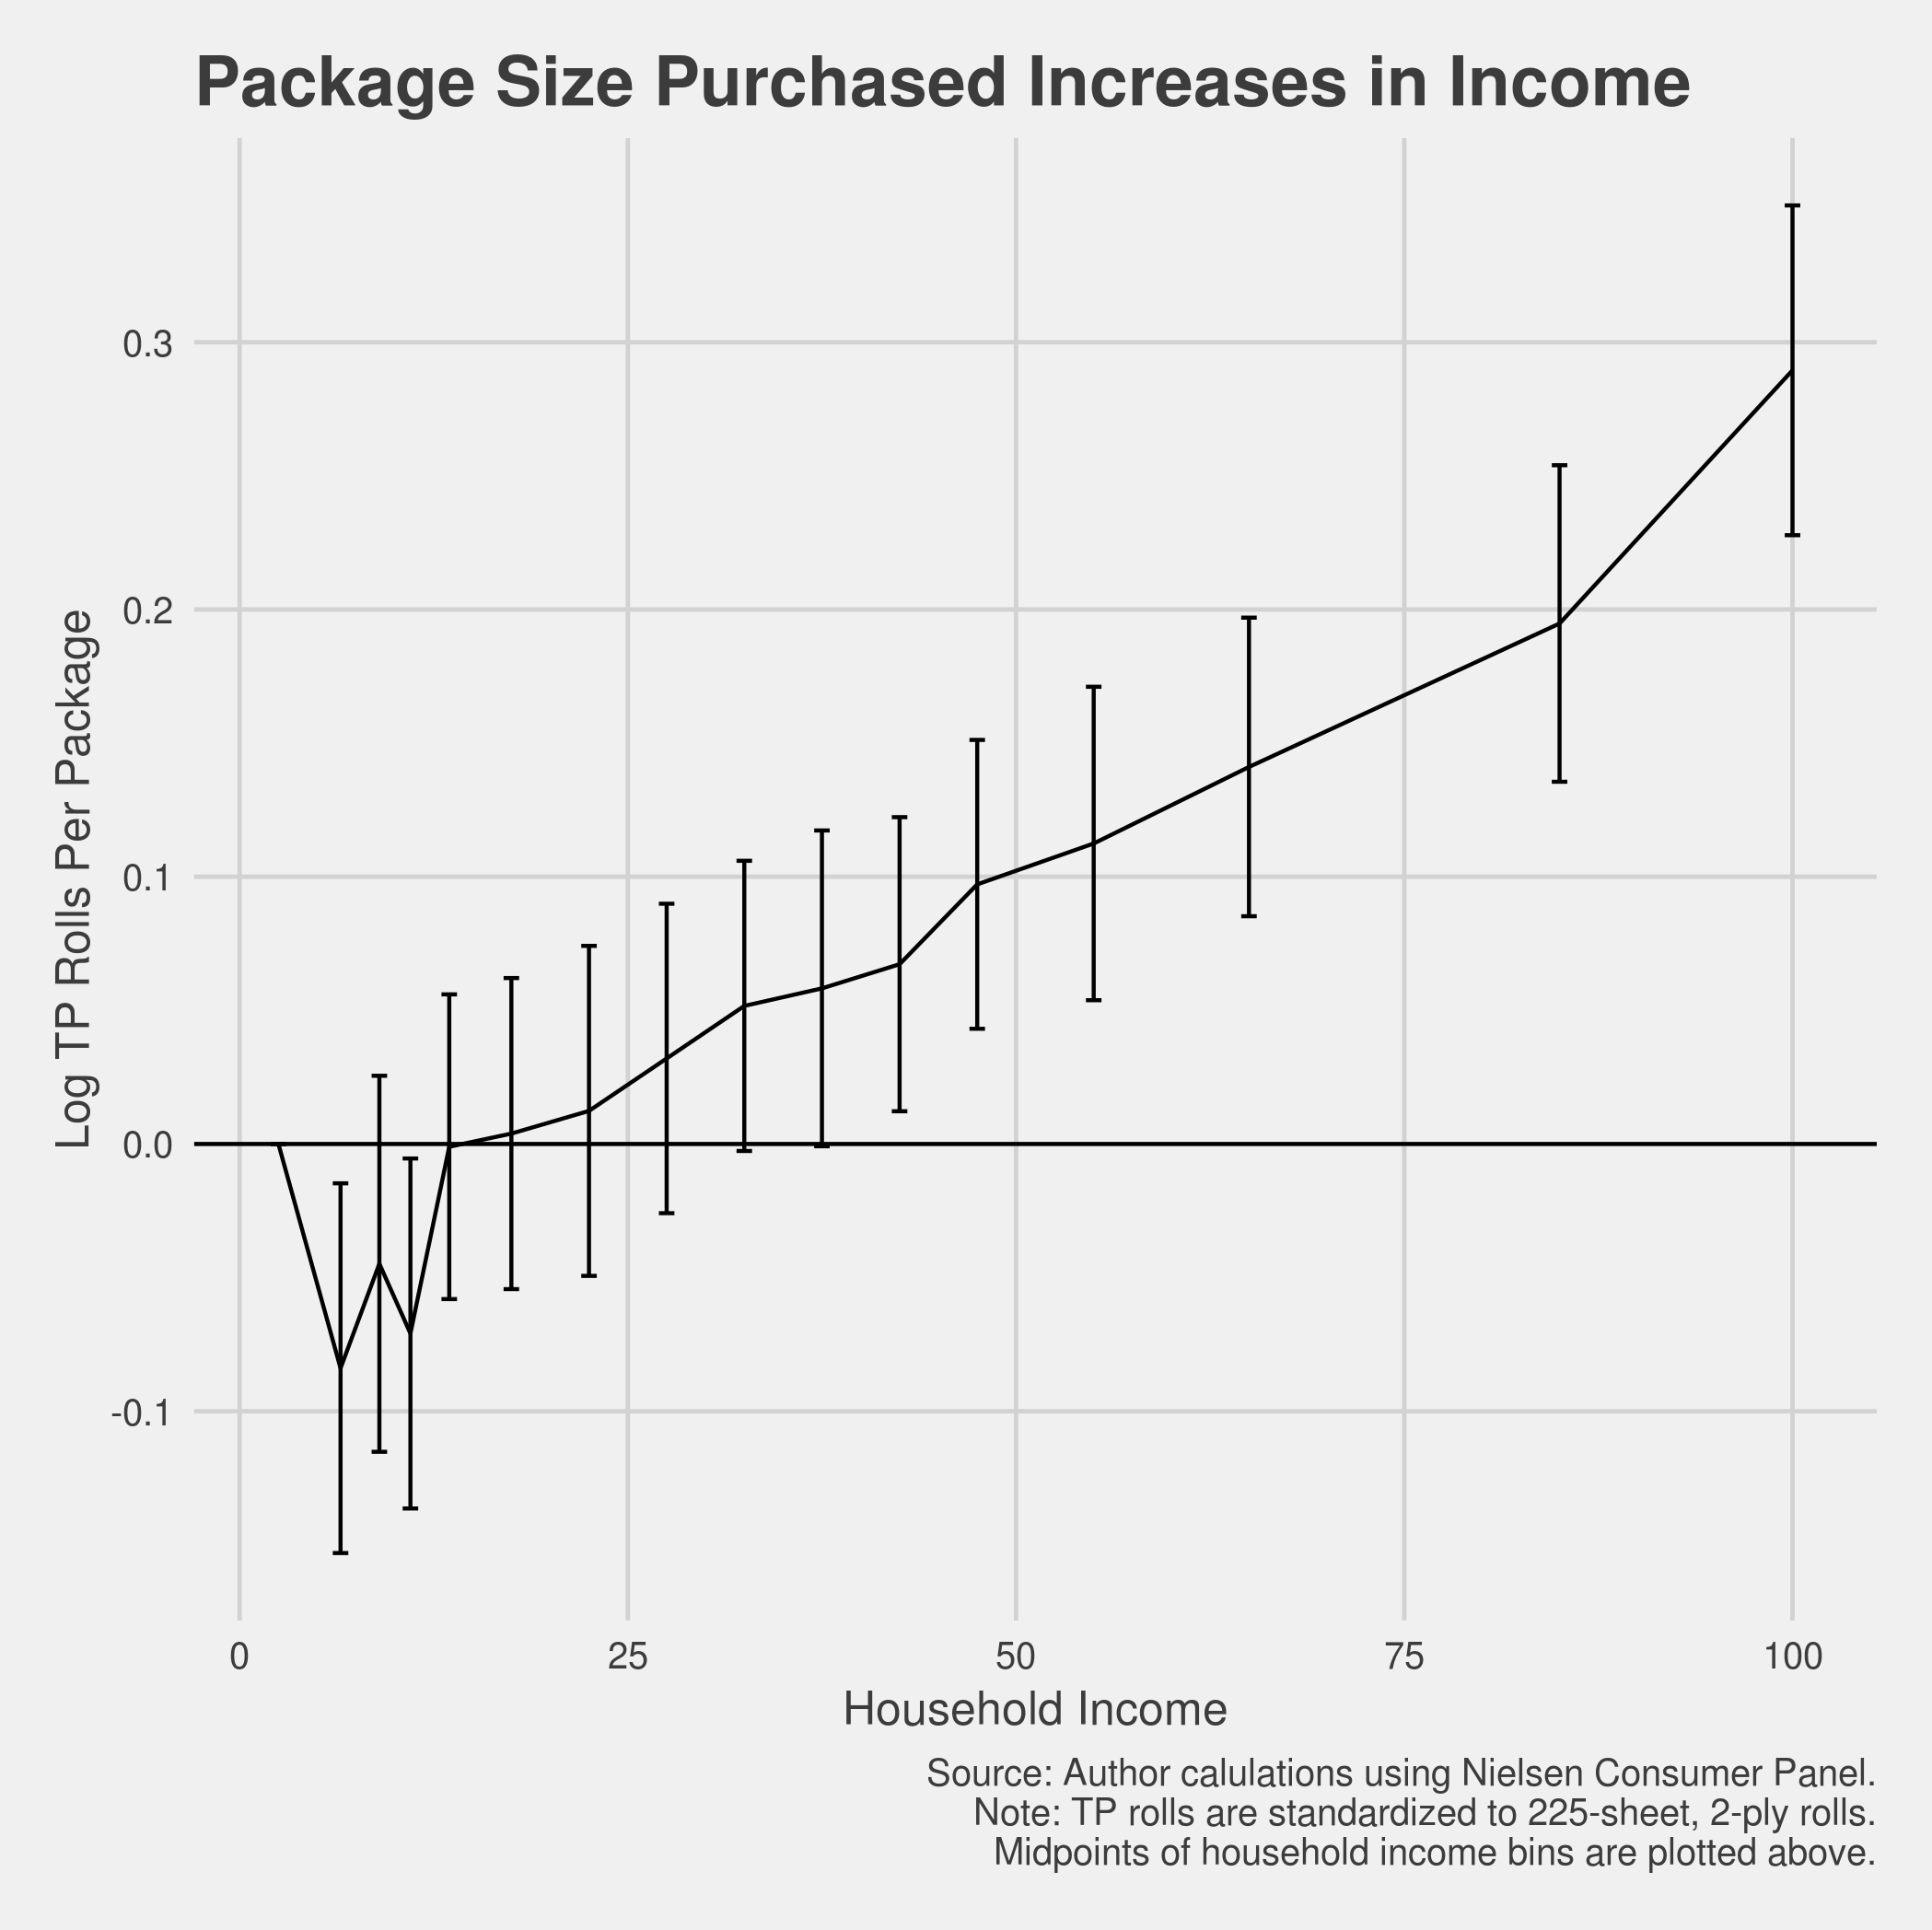 Package Size Purchased Increases in Income
Log TP Rolls Per Package
0.3
0.2
0.1
0.0
-0.1
0
25
50
75
100
Household Income
Source: Author calulations using Nielsen Consumer Panel.
Note: TP rolls are standardized to 225-sheet, 2-ply rolls.
Midpoints of household income bins are plotted above.